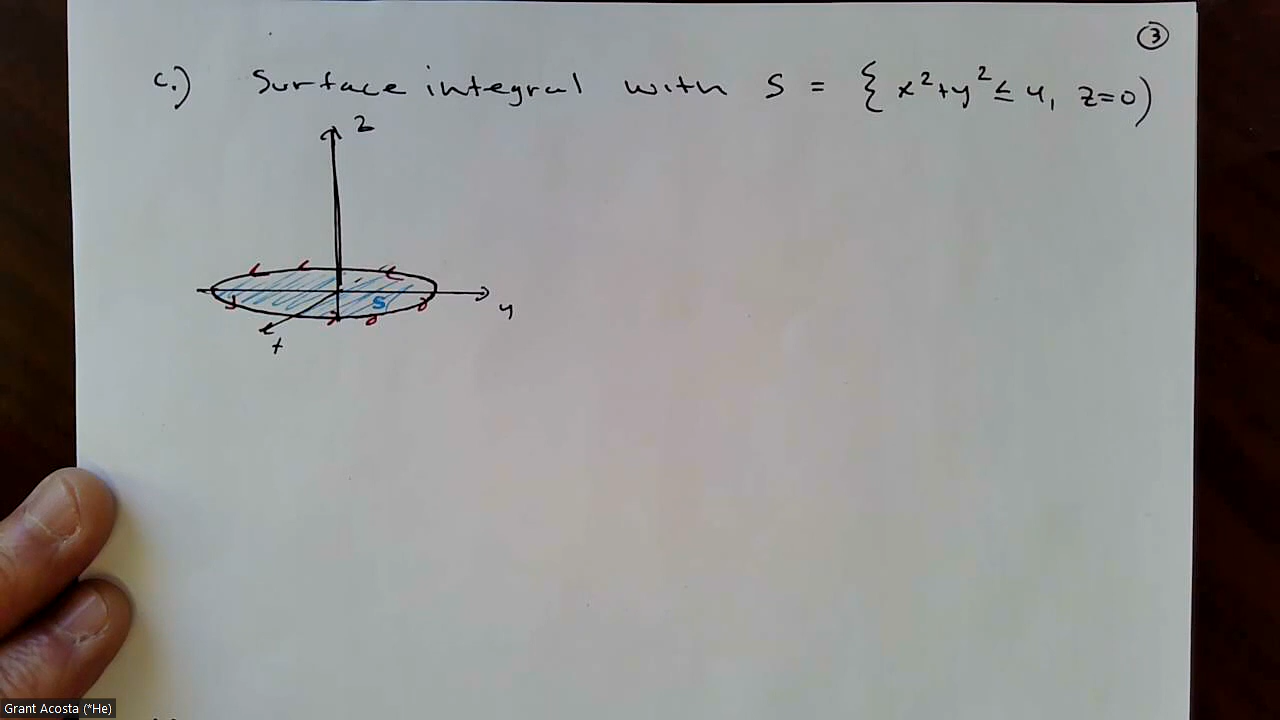 ③
c.) Surface integral with S = { x²+y² ≤ 4, z=0 )
z
S
y
x
Grant Acosta (*He)